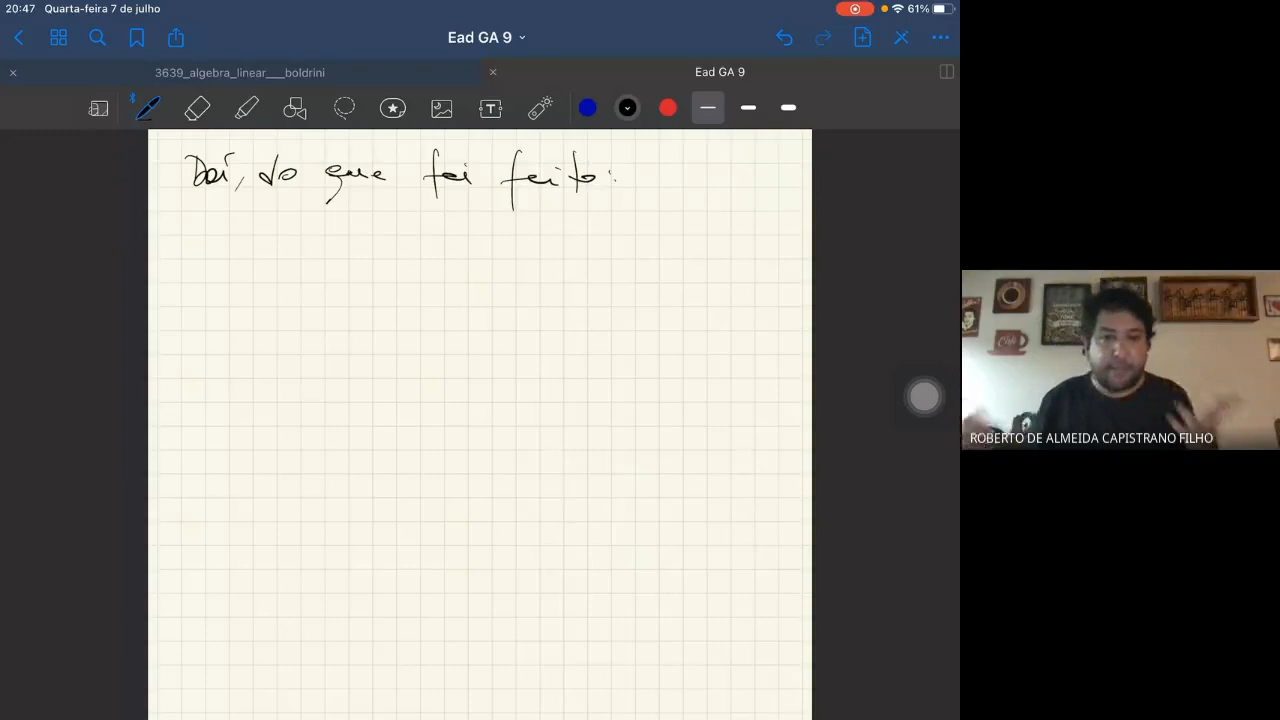 20:47 Quarta-feira 7 de julho
61%
Ead GA 9
3639_algebra_linear___boldrini
Ead GA 9
T
Daí, do que foi feito:
ROBERTO DE ALMEIDA CAPISTRANO FILHO